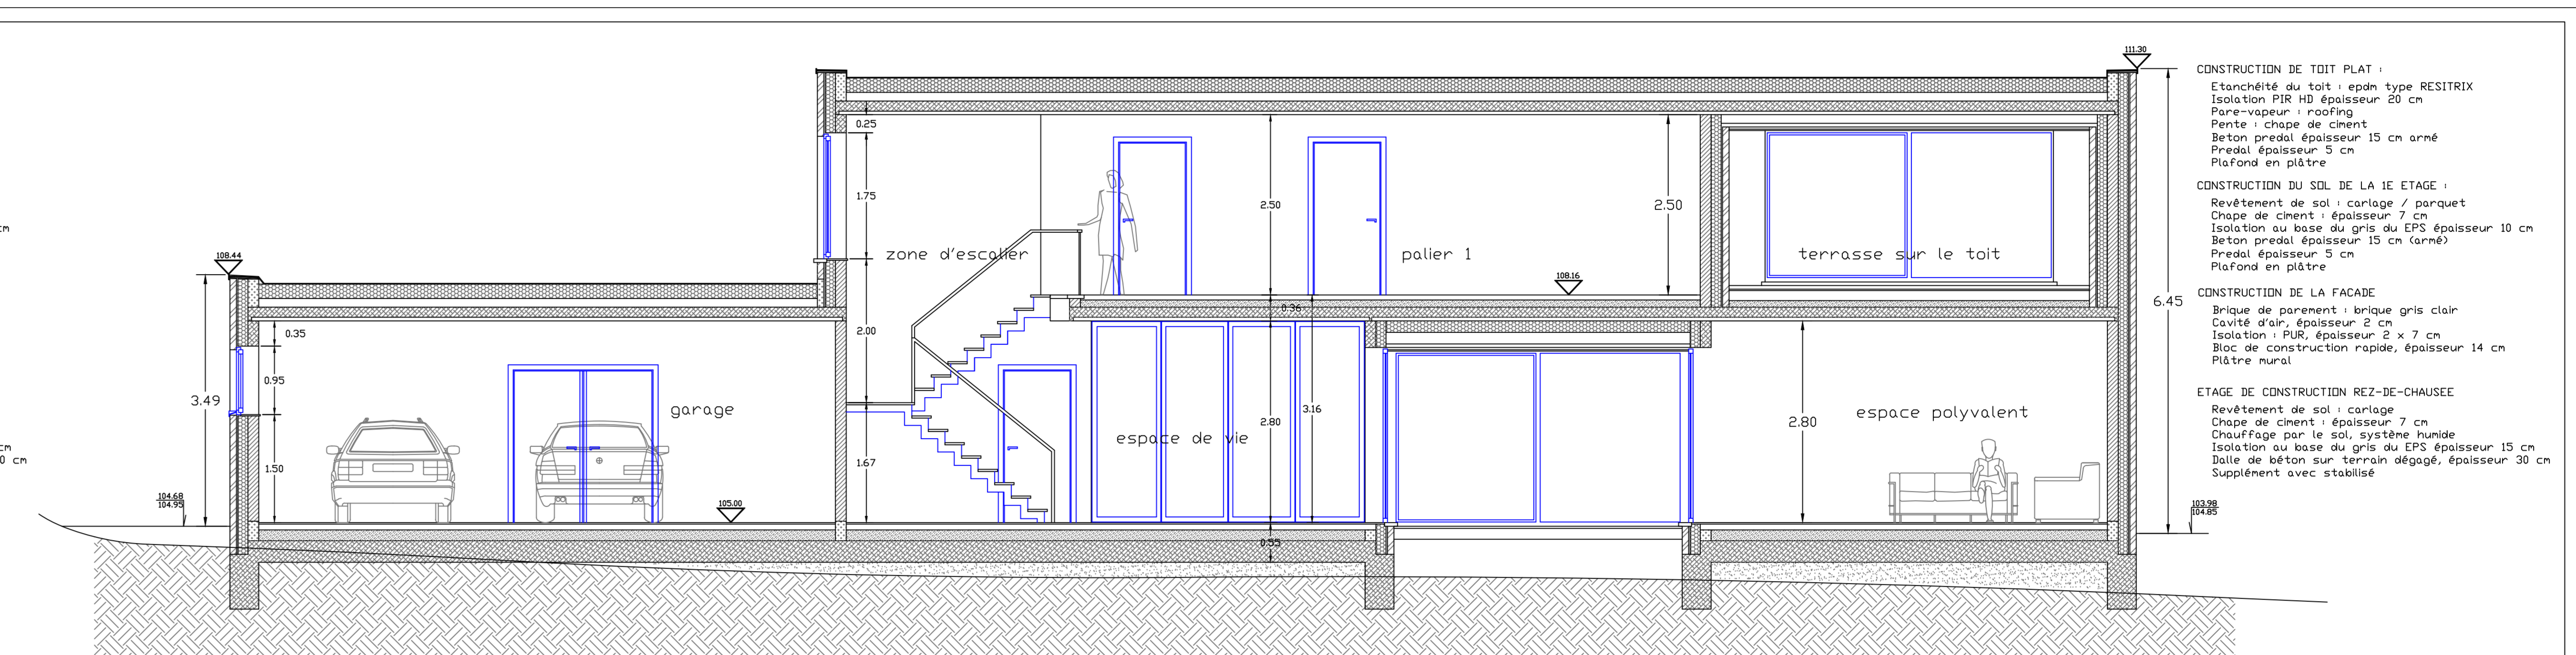 111.30
CONSTRUCTION DE TOIT PLAT :
Etanchéité du toit : epdm type RESITRIX
Isolation PIR HD épaisseur 20 cm
Pare-vapeur : roofing
Pente : chape de ciment
Beton predal épaisseur 15 cm armé
Predal épaisseur 5 cm
Plafond en plâtre
CONSTRUCTION DU SOL DE LA 1E ETAGE :
Revêtement de sol : carlage / parquet
Chape de ciment : épaisseur 7 cm
Isolation au base du gris du EPS épaisseur 10 cm
Beton predal épaisseur 15 cm (armé)
Predal épaisseur 5 cm
Plafond en plâtre
CONSTRUCTION DE LA FACADE
Brique de parement : brique gris clair
Cavité d'air, épaisseur 2 cm
Isolation : PUR, épaisseur 2 x 7 cm
Bloc de construction rapide, épaisseur 14 cm
Plâtre mural
ETAGE DE CONSTRUCTION REZ-DE-CHAUSEE
Revêtement de sol : carlage
Chape de ciment : épaisseur 7 cm
Chauffage par le sol, système humide
Isolation au base du gris du EPS épaisseur 15 cm
Dalle de béton sur terrain dégagé, épaisseur 30 cm
Supplément avec stabilisé
0.25
1.75
2.50
2.50
cm
zone d'escalier
palier 1
terrasse sur le toit
108.44
108.16
6.45
0.36
2.00
0.35
0.95
3.49
garage
3.16
2.80
2.80
espace polyvalent
espace de vie
cm
0 cm
1.50
1.67
104.68
104.95
105.00
103.98
104.85
0.55